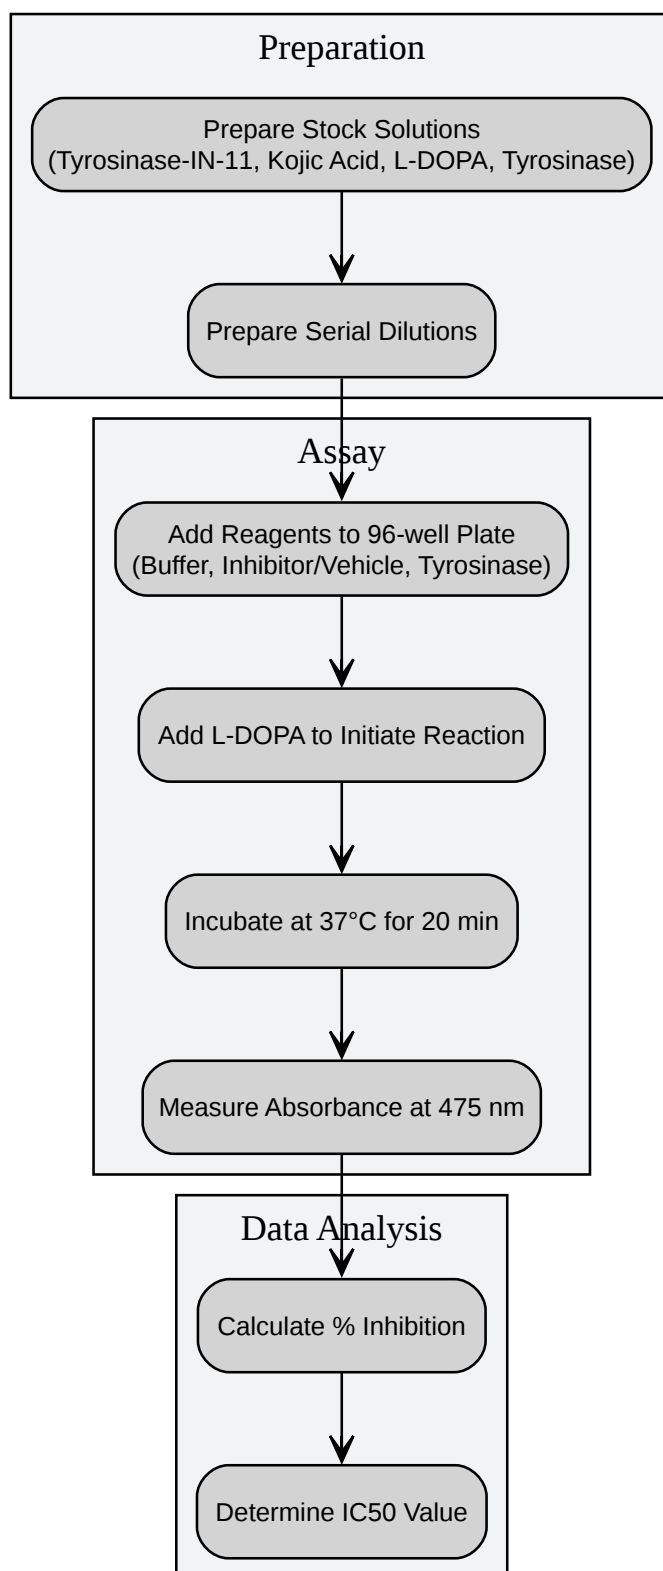 Preparation
Prepare Stock Solutions
(Tyrosinase-IN-11, Kojic Acid, L-DOPA, Tyrosinase)
Prepare Serial Dilutions
Assay
Add Reagents to 96-well Plate
(Buffer, Inhibitor/Vehicle, Tyrosinase)
Add L-DOPA to Initiate Reaction
Incubate at 37°C for 20 min
Measure Absorbance at 475 nm
Data Analysis
Calculate % Inhibition
Determine IC50 Value